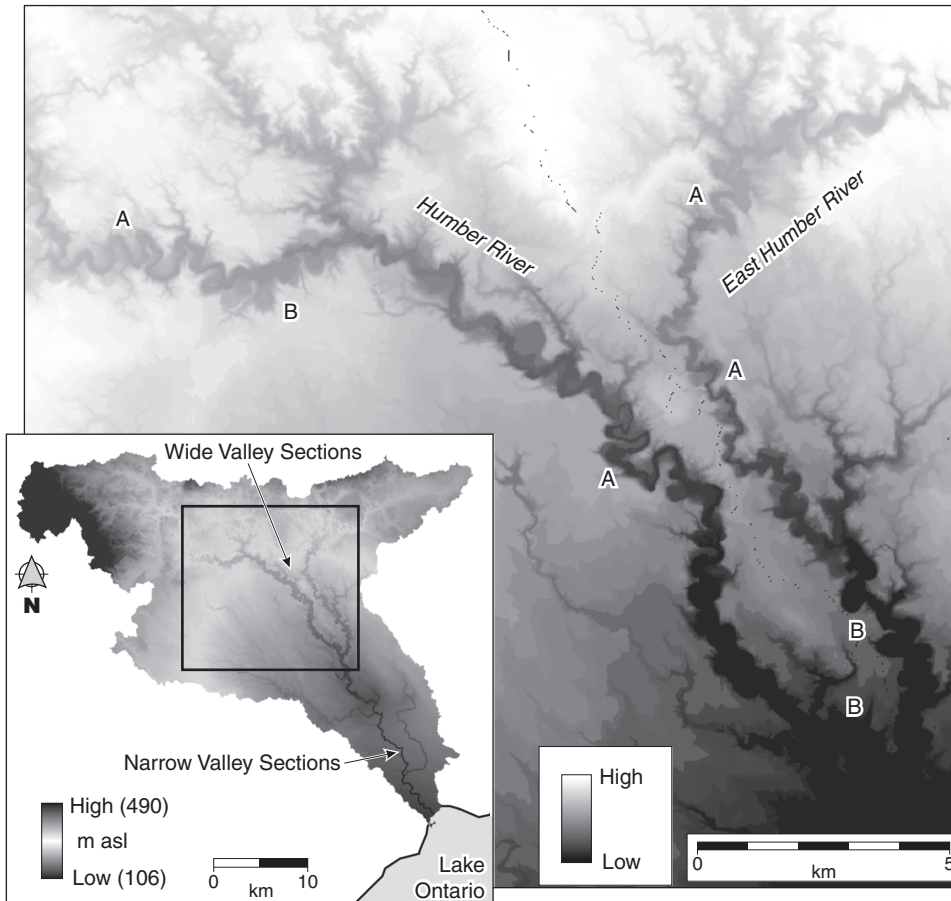 A
Humber River
A
East Humber River
B
A
A
Wide Valley Sections
N
B
B
Narrow Valley Sections
High (490)
m asl
Low (106)
0 10
km
Lake
Ontario
High
Low
0 5
km